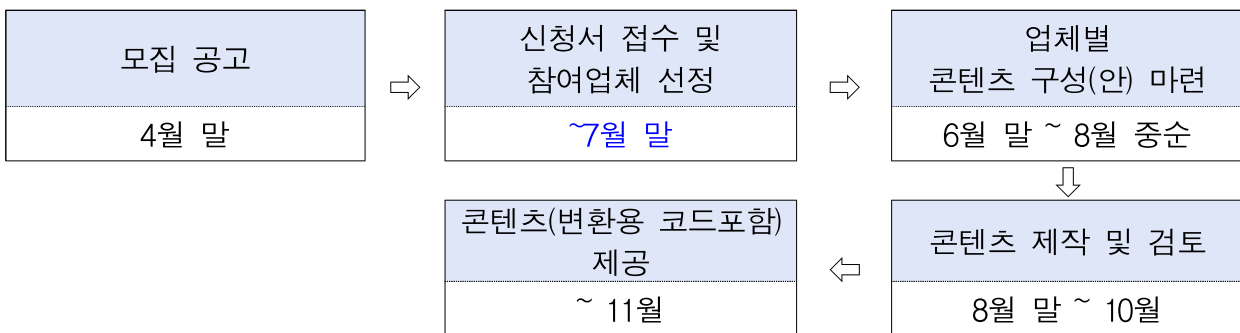 모집 공고
4월 말
⇨
신청서 접수 및
참여업체 선정
~7월 말
⇨
업체별
콘텐츠 구성(안) 마련
6월 말 ~ 8월 중순
⇩
콘텐츠 제작 및 검토
8월 말 ~ 10월
⇦
콘텐츠(변환용 코드포함)
제공
~ 11월